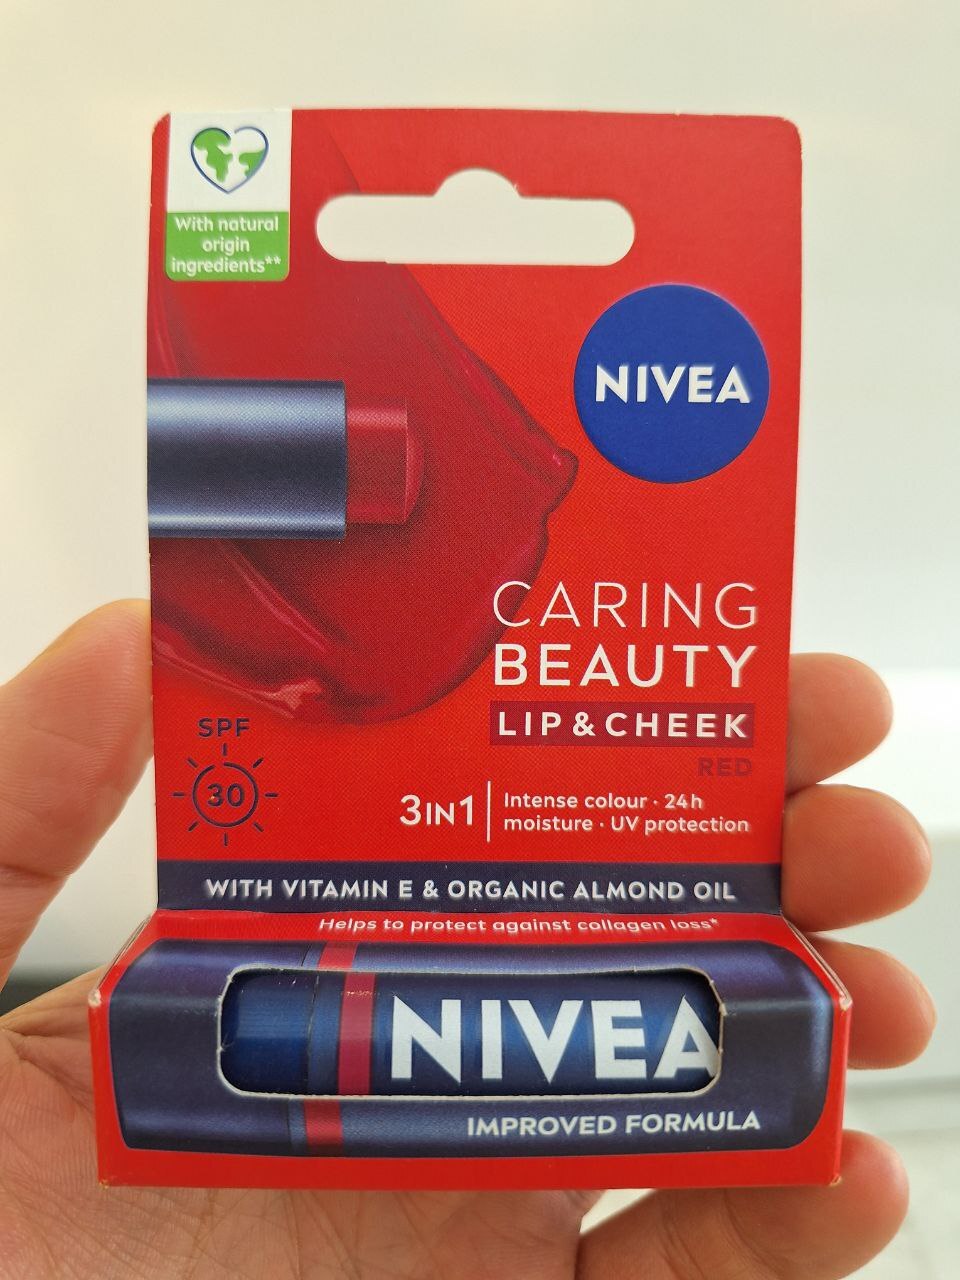 With natural
origin
ingredients**
NIVEA
CARING
BEAUTY
LIP & CHEEK
RED
SPF
30
3IN1
Intense colour · 24h
moisture · UV protection
WITH VITAMIN E & ORGANIC ALMOND OIL
Helps to protect against collagen loss*
NIVEA
IMPROVED FORMULA